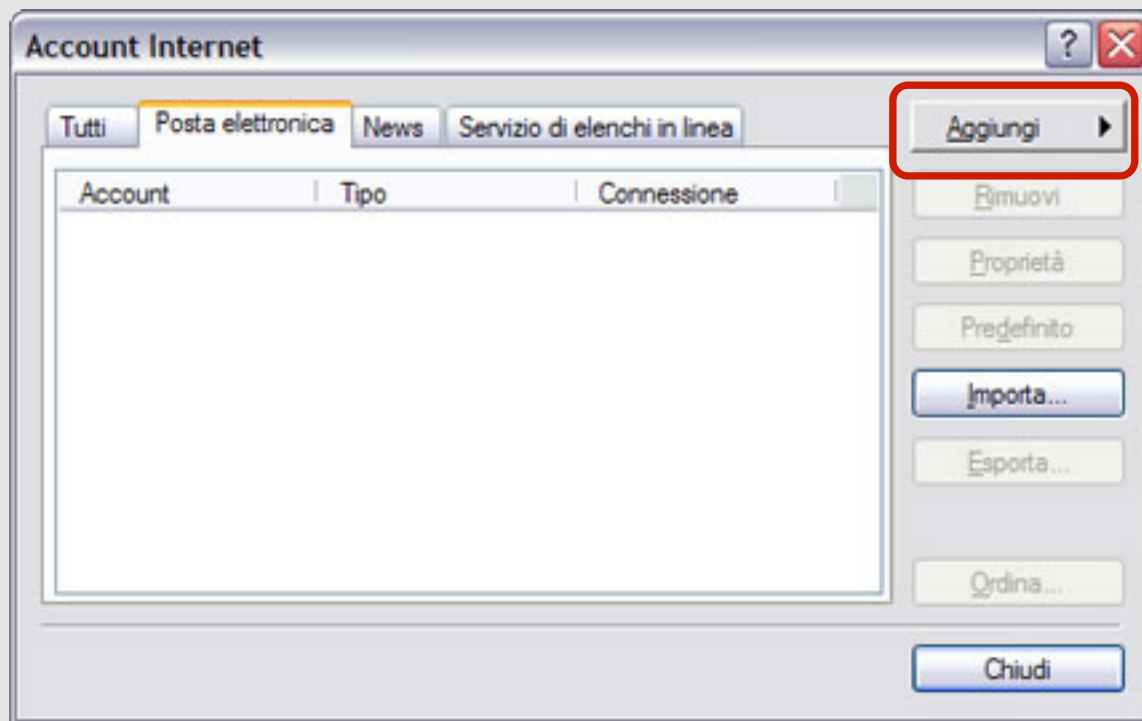 Account Internet
?
Tutti Posta elettronica News Servizio di elenchi in linea
Aggiungi
Account Tipo Connessione
Rimuovi
Proprietà
Predefinito
Importa...
Esporta...
Ordina...
Chiudi